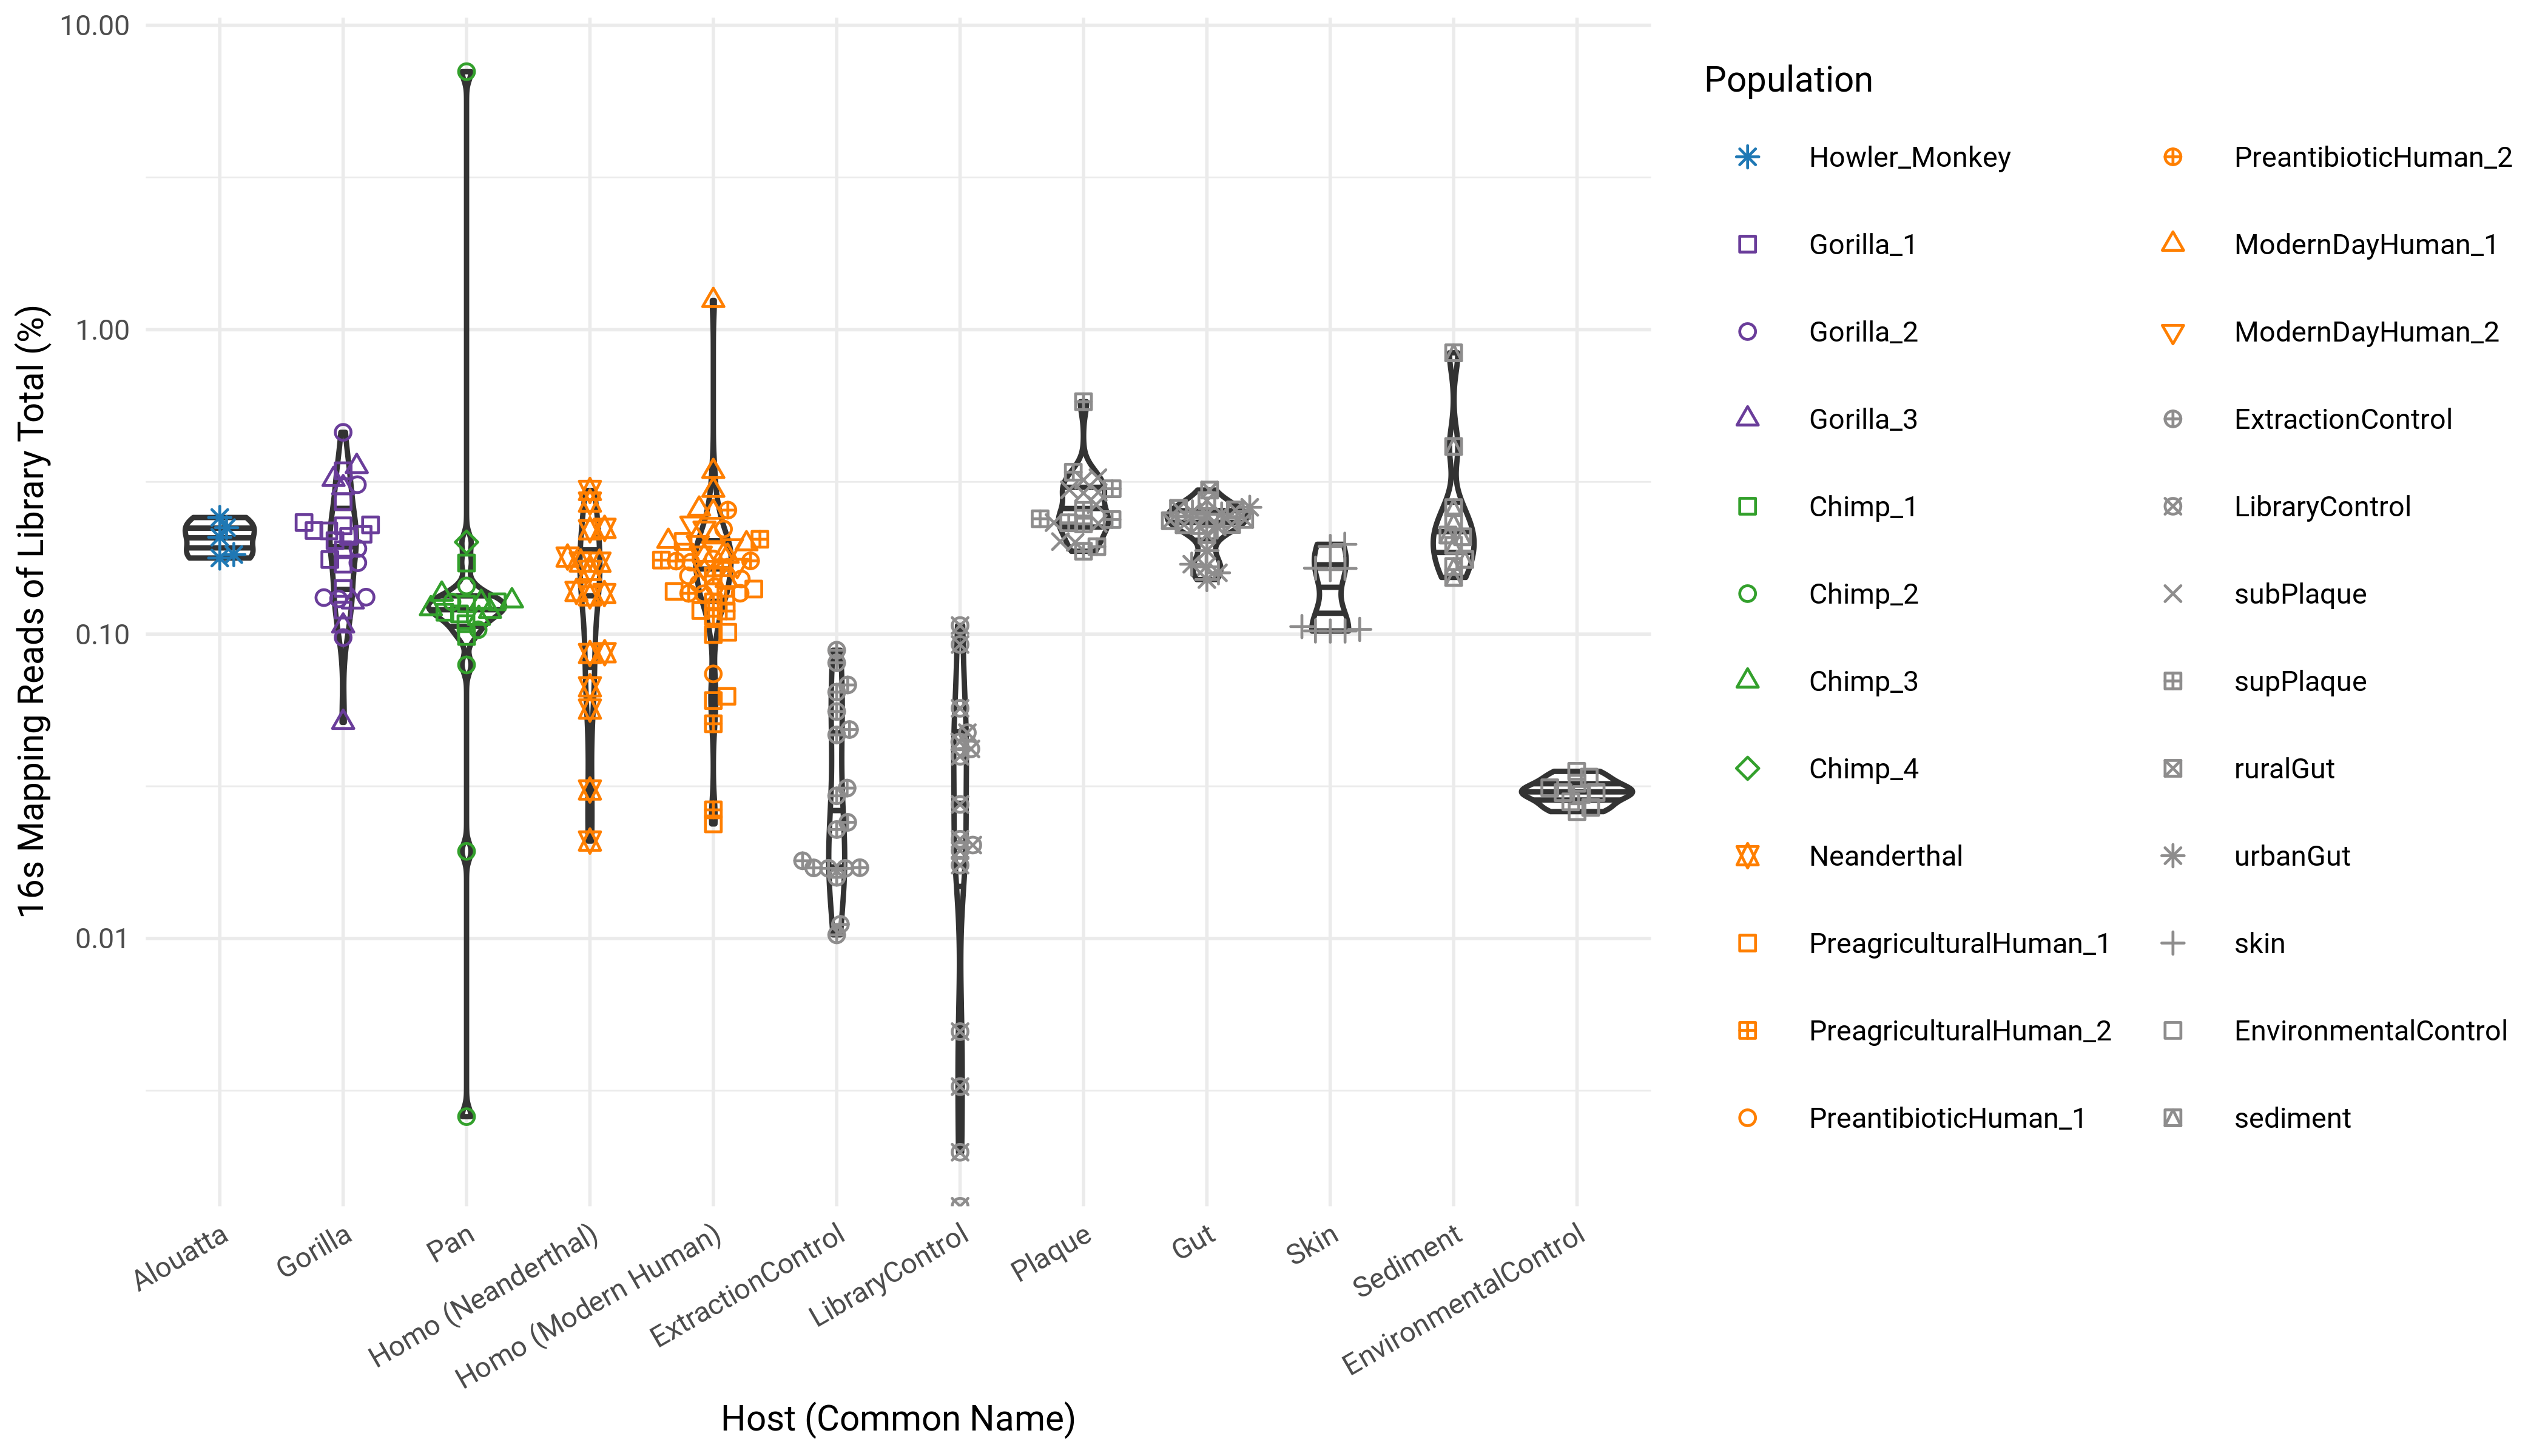 10.00
1.00
0.10
0.01
16s Mapping Reads of Library Total (%)
Alouatta
Gorilla
Pan
Homo (Neanderthal)
Homo (Modern Human)
ExtractionControl
LibraryControl
Plaque
Gut
Skin
Sediment
EnvironmentalControl
Host (Common Name)
Population
Howler_Monkey
Gorilla_1
Gorilla_2
Gorilla_3
Chimp_1
Chimp_2
Chimp_3
Chimp_4
Neanderthal
PreagriculturalHuman_1
PreagriculturalHuman_2
PreantibioticHuman_1
PreantibioticHuman_2
ModernDayHuman_1
ModernDayHuman_2
ExtractionControl
LibraryControl
subPlaque
supPlaque
ruralGut
urbanGut
skin
EnvironmentalControl
sediment